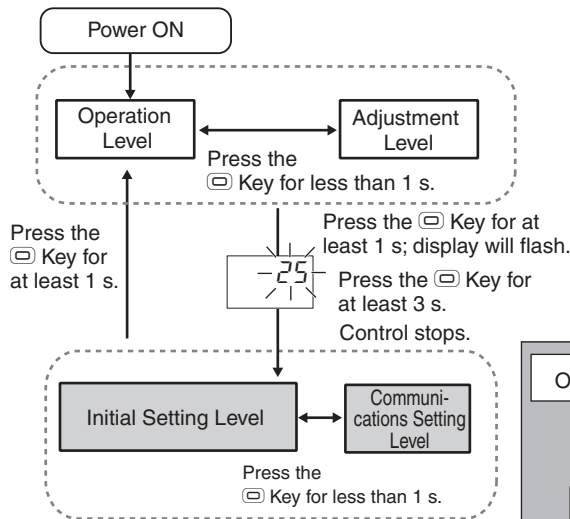 Power ON
Operation
Level
Adjustment
Level
Press the
Key for less than 1 s.
Press the
Key for
at least 1 s.
Press the Key for at
least 1 s; display will flash.
25
Press the Key for
at least 3 s.
Control stops.
Initial Setting Level
Communi-
cations Setting
Level
Press the
Key for less than 1 s.
O